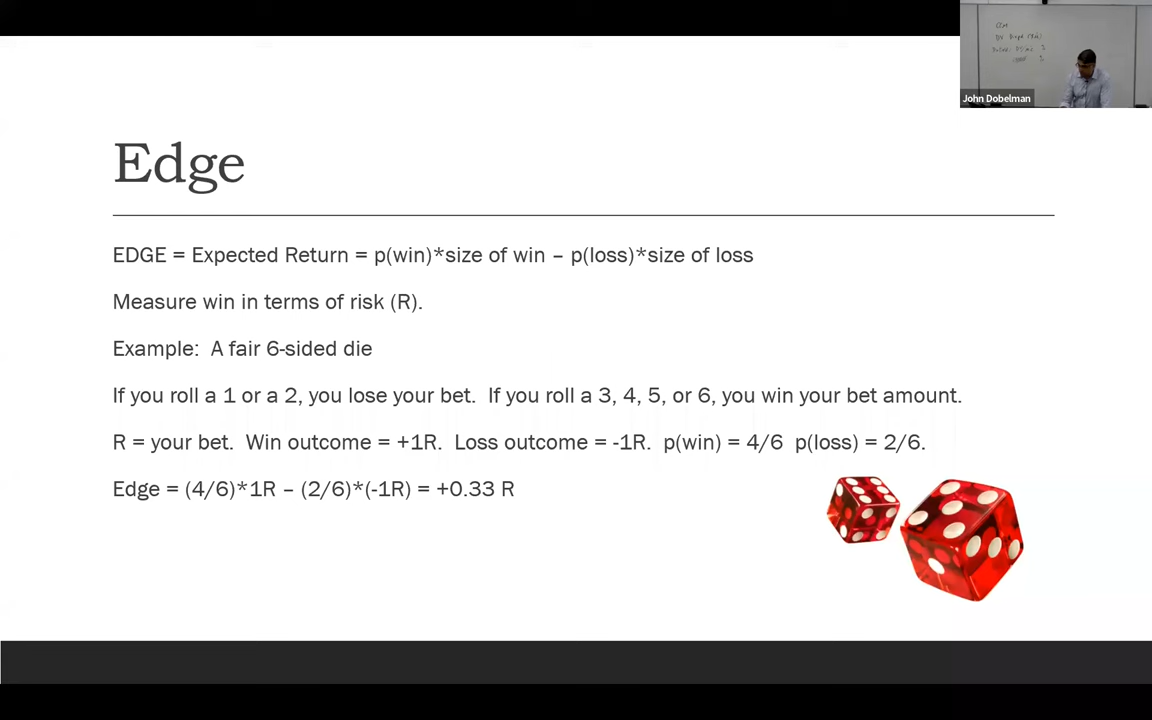 John Dobelman
Edge
EDGE = Expected Return = p(win)*size of win – p(loss)*size of loss
Measure win in terms of risk (R).
Example:  A fair 6-sided die
If you roll a 1 or a 2, you lose your bet.  If you roll a 3, 4, 5, or 6, you win your bet amount.
R = your bet.  Win outcome = +1R.  Loss outcome = -1R.  p(win) = 4/6  p(loss) = 2/6.
Edge = (4/6)*1R – (2/6)*(-1R) = +0.33 R